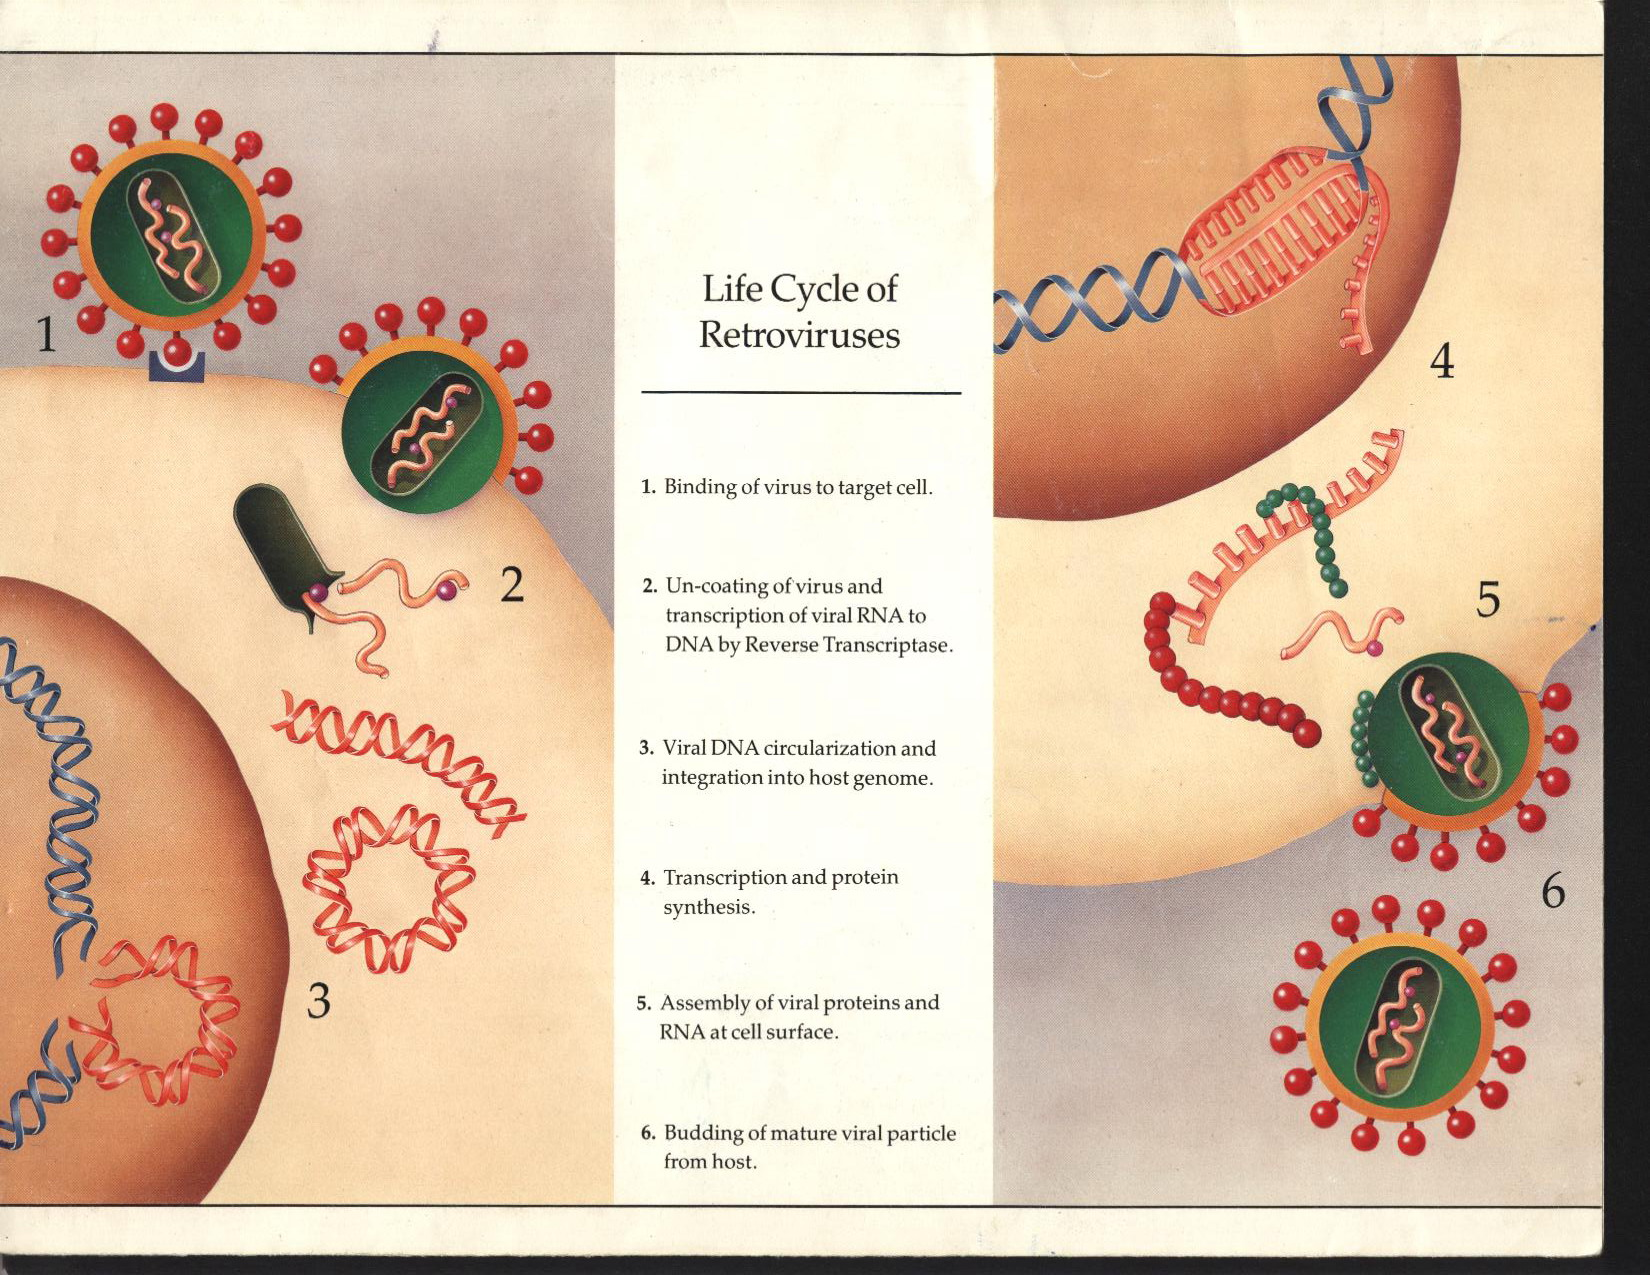 1
2
3
Life Cycle of
Retroviruses
1. Binding of virus to target cell.
2. Un-coating of virus and
transcription of viral RNA to
DNA by Reverse Transcriptase.
3. Viral DNA circularization and
integration into host genome.
4. Transcription and protein
synthesis.
5. Assembly of viral proteins and
RNA at cell surface.
6. Budding of mature viral particle
from host.
4
5
6